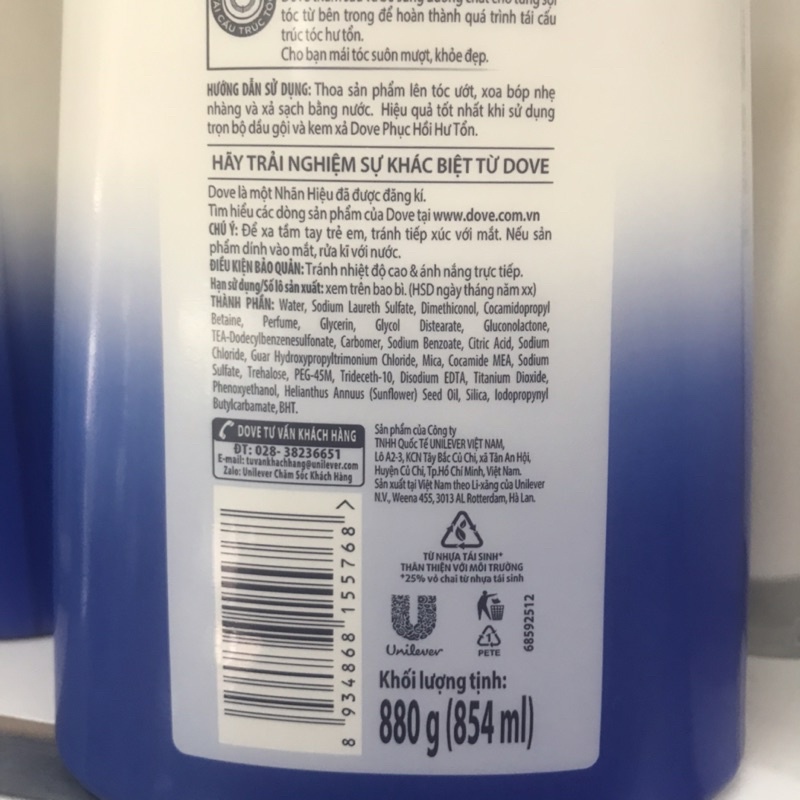 TÁI CẤU TRÚC TÓC
tóc từ bên trong để hoàn thành quá trình tái cấu
trúc tóc hư tổn.
Cho bạn mái tóc suôn mượt, khỏe đẹp.
HƯỚNG DẪN SỬ DỤNG: Thoa sản phẩm lên tóc ướt, xoa bóp nhẹ
nhàng và xả sạch bằng nước. Hiệu quả tốt nhất khi sử dụng
trọn bộ dầu gội và kem xả Dove Phục Hồi Hư Tổn.
HÃY TRẢI NGHIỆM SỰ KHÁC BIỆT TỪ DOVE
Dove là một Nhãn Hiệu đã được đăng kí.
Tìm hiểu các dòng sản phẩm của Dove tại www.dove.com.vn
CHÚ Ý: Để xa tầm tay trẻ em, tránh tiếp xúc với mắt. Nếu sản
phẩm dính vào mắt, rửa kĩ với nước.
ĐIỀU KIỆN BẢO QUẢN: Tránh nhiệt độ cao & ánh nắng trực tiếp.
Hạn sử dụng/Số lô sản xuất: xem trên bao bì. (HSD ngày tháng năm xx)
THÀNH PHẦN: Water, Sodium Laureth Sulfate, Dimethiconol, Cocamidopropyl
Betaine, Perfume, Glycerin, Glycol Distearate, Gluconolactone,
TEA-Dodecylbenzenesulfonate, Carbomer, Sodium Benzoate, Citric Acid, Sodium
Chloride, Guar Hydroxypropyltrimonium Chloride, Mica, Cocamide MEA, Sodium
Sulfate, Trehalose, PEG-45M, Trideceth-10, Disodium EDTA, Titanium Dioxide,
Phenoxyethanol, Helianthus Annuus (Sunflower) Seed Oil, Silica, Iodopropynyl
Butylcarbamate, BHT.
DOVE TƯ VẤN KHÁCH HÀNG
ĐT: 028- 38236651
E-mail: tuvankhachhang@unilever.com
Zalo: Unilever Chăm Sóc Khách Hàng
Sản phẩm của Công ty
TNHH Quốc Tế UNILEVER VIỆT NAM,
Lô A2-3, KCN Tây Bắc Củ Chi, xã Tân An Hội,
Huyện Củ Chi, Tp.Hồ Chí Minh, Việt Nam.
Sản xuất tại Việt Nam theo Li-xăng của Unilever
N.V., Weena 455, 3013 AL Rotterdam, Hà Lan.
8 934868 155768 >
TỪ NHỰA TÁI SINH*
THÂN THIỆN VỚI MÔI TRƯỜNG
*25% vỏ chai từ nhựa tái sinh
Unilever
1
PETE
68592512
Khối lượng tịnh:
880 g (854 ml)